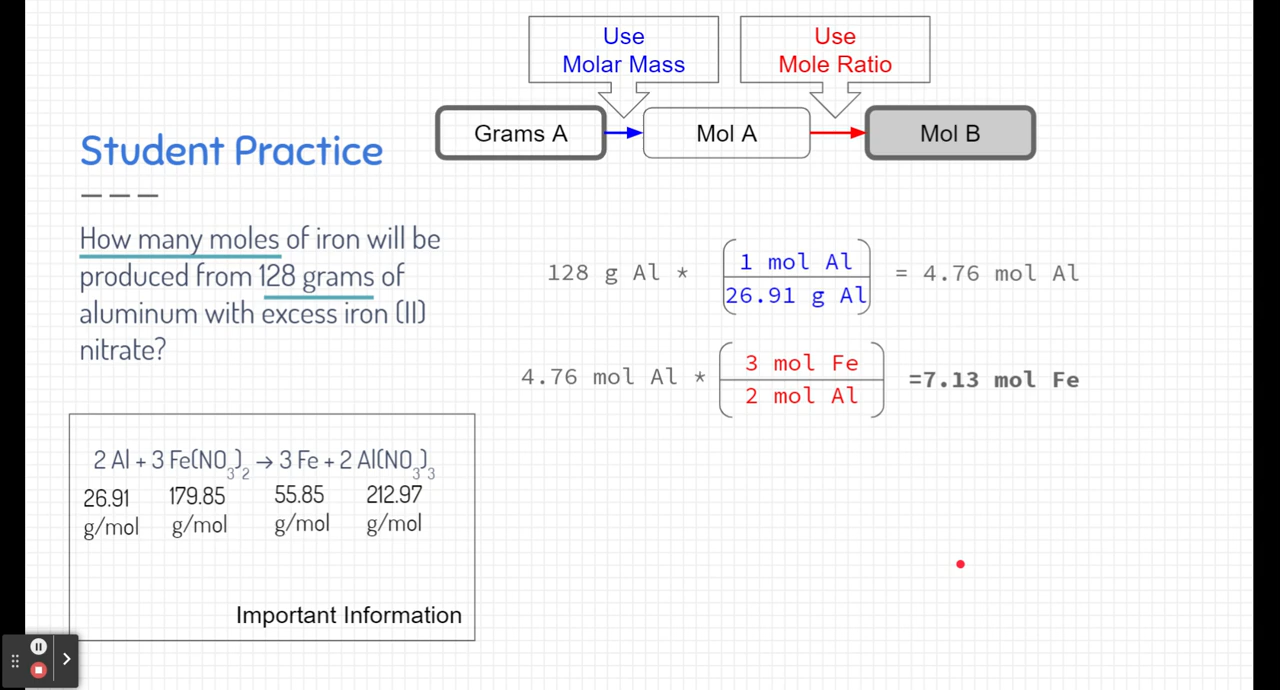 Use
Molar Mass
Use
Mole Ratio
Grams A
Mol A
Mol B
Student Practice
How many moles of iron will be
produced from 128 grams of
aluminum with excess iron (II)
nitrate?
128 g Al * 1 mol Al / 26.91 g Al = 4.76 mol Al
4.76 mol Al * 3 mol Fe / 2 mol Al =7.13 mol Fe
2 Al + 3 Fe(NO₃)₂ → 3 Fe + 2 Al(NO₃)₃
26.91 179.85 55.85 212.97
g/mol g/mol g/mol g/mol
Important Information